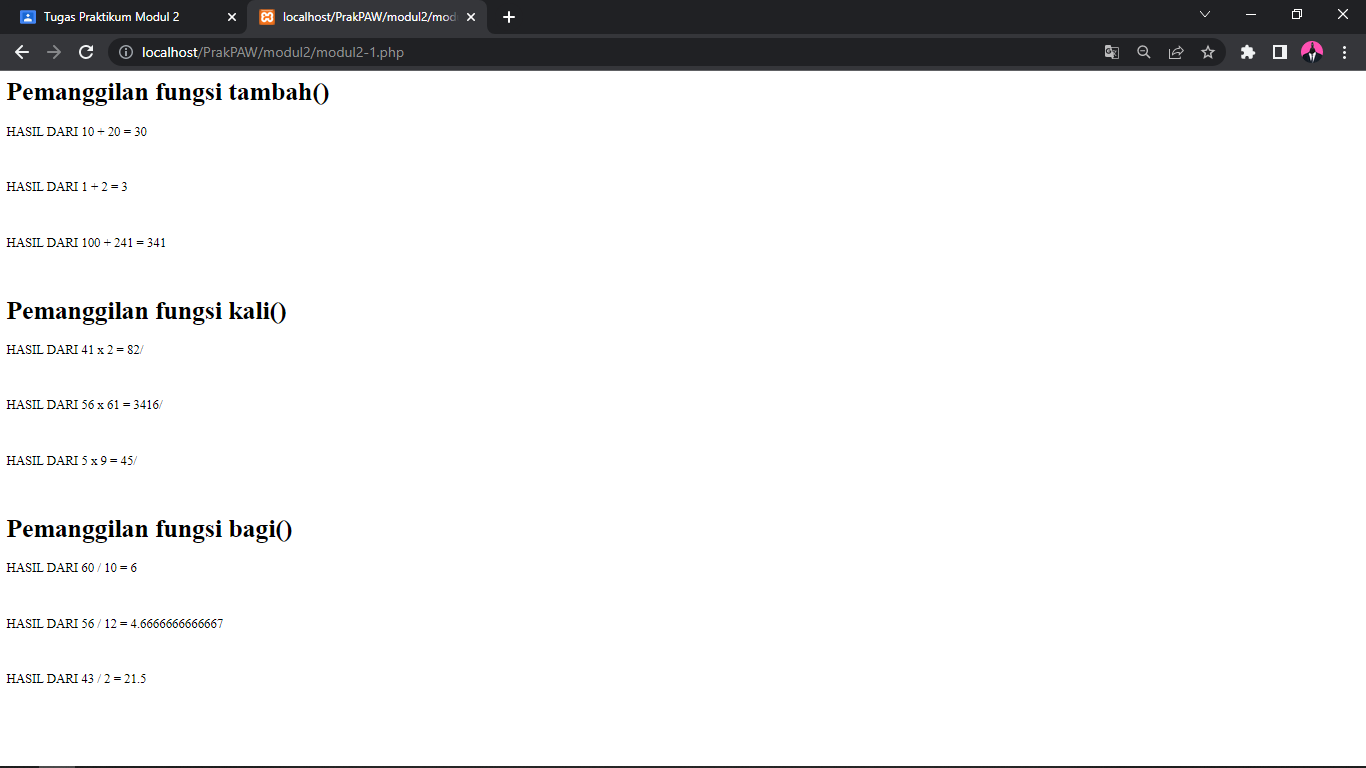 Tugas Praktikum Modul 2
localhost/PrakPAW/modul2/mod
localhost/PrakPAW/modul2/modul2-1.php
Pemanggilan fungsi tambah()
HASIL DARI 10 + 20 = 30
HASIL DARI 1 + 2 = 3
HASIL DARI 100 + 241 = 341
Pemanggilan fungsi kali()
HASIL DARI 41 x 2 = 82/
HASIL DARI 56 x 61 = 3416/
HASIL DARI 5 x 9 = 45/
Pemanggilan fungsi bagi()
HASIL DARI 60 / 10 = 6
HASIL DARI 56 / 12 = 4.6666666666667
HASIL DARI 43 / 2 = 21.5